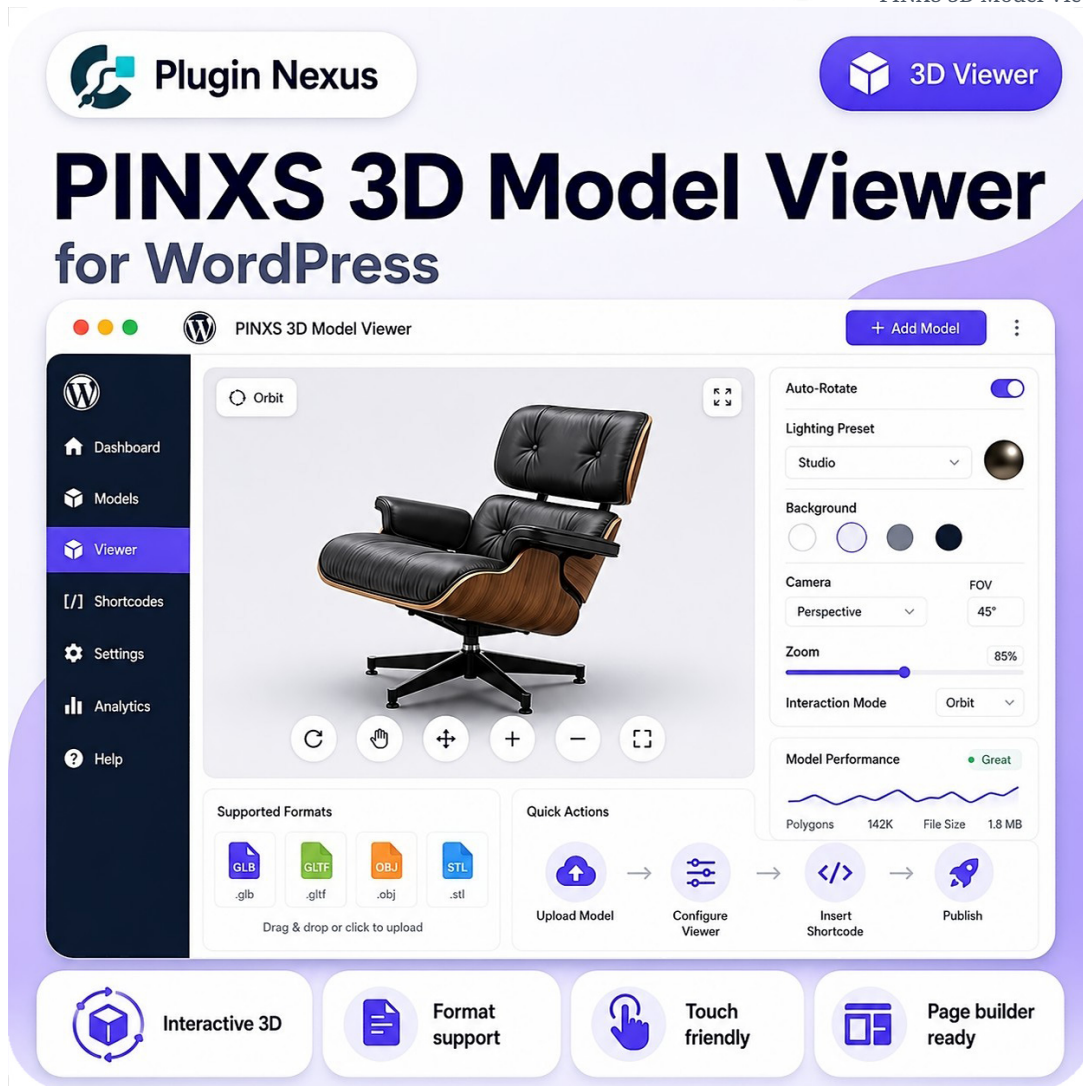 Plugin Nexus
3D Viewer
PINXS 3D Model Viewer
for WordPress
PINXS 3D Model Viewer
+ Add Model
Dashboard
Models
Viewer
[/] Shortcodes
Settings
Analytics
? Help
Orbit
Auto-Rotate
Lighting Preset
Studio
Background
Camera
FOV
Perspective
45°
Zoom
85%
Interaction Mode
Orbit
Model Performance
Great
Polygons 142K File Size 1.8 MB
Supported Formats
GLB
GLTF
OBJ
STL
.glb
.gltf
.obj
.stl
Drag & drop or click to upload
Quick Actions
Upload Model
Configure
Viewer
</>
Insert
Shortcode
Publish
Interactive 3D
Format
support
Touch
friendly
Page builder
ready